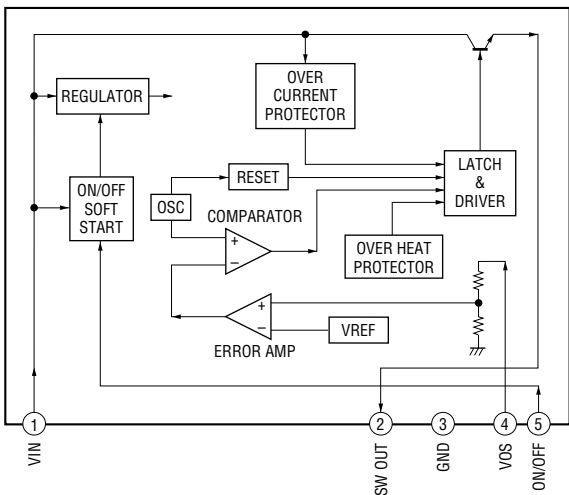 OVER
CURRENT
PROTECTOR
REGULATOR
LATCH
&
DRIVER
RESET
ON/OFF
SOFT
START
OSC
COMPARATOR
+
−
OVER HEAT
PROTECTOR
+
−
VREF
ERROR AMP
1
2
3
4
5
VIN
SW OUT
GND
VOS
ON/OFF